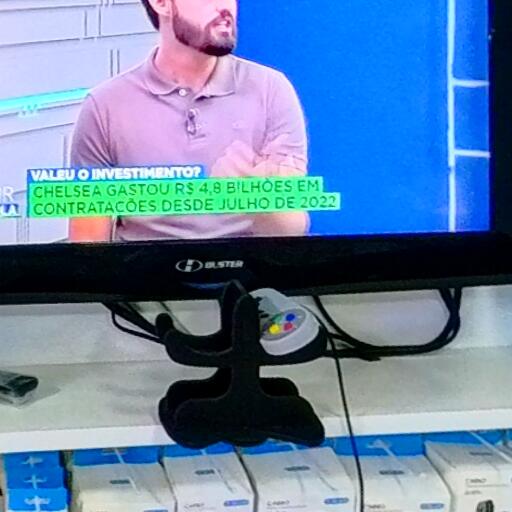 VALEU O INVESTIMENTO?
CHELSEA GASTOU R$ 4,8 BILHÕES EM
CONTRATAÇÕES DESDE JULHO DE 2022
H-BUSTER